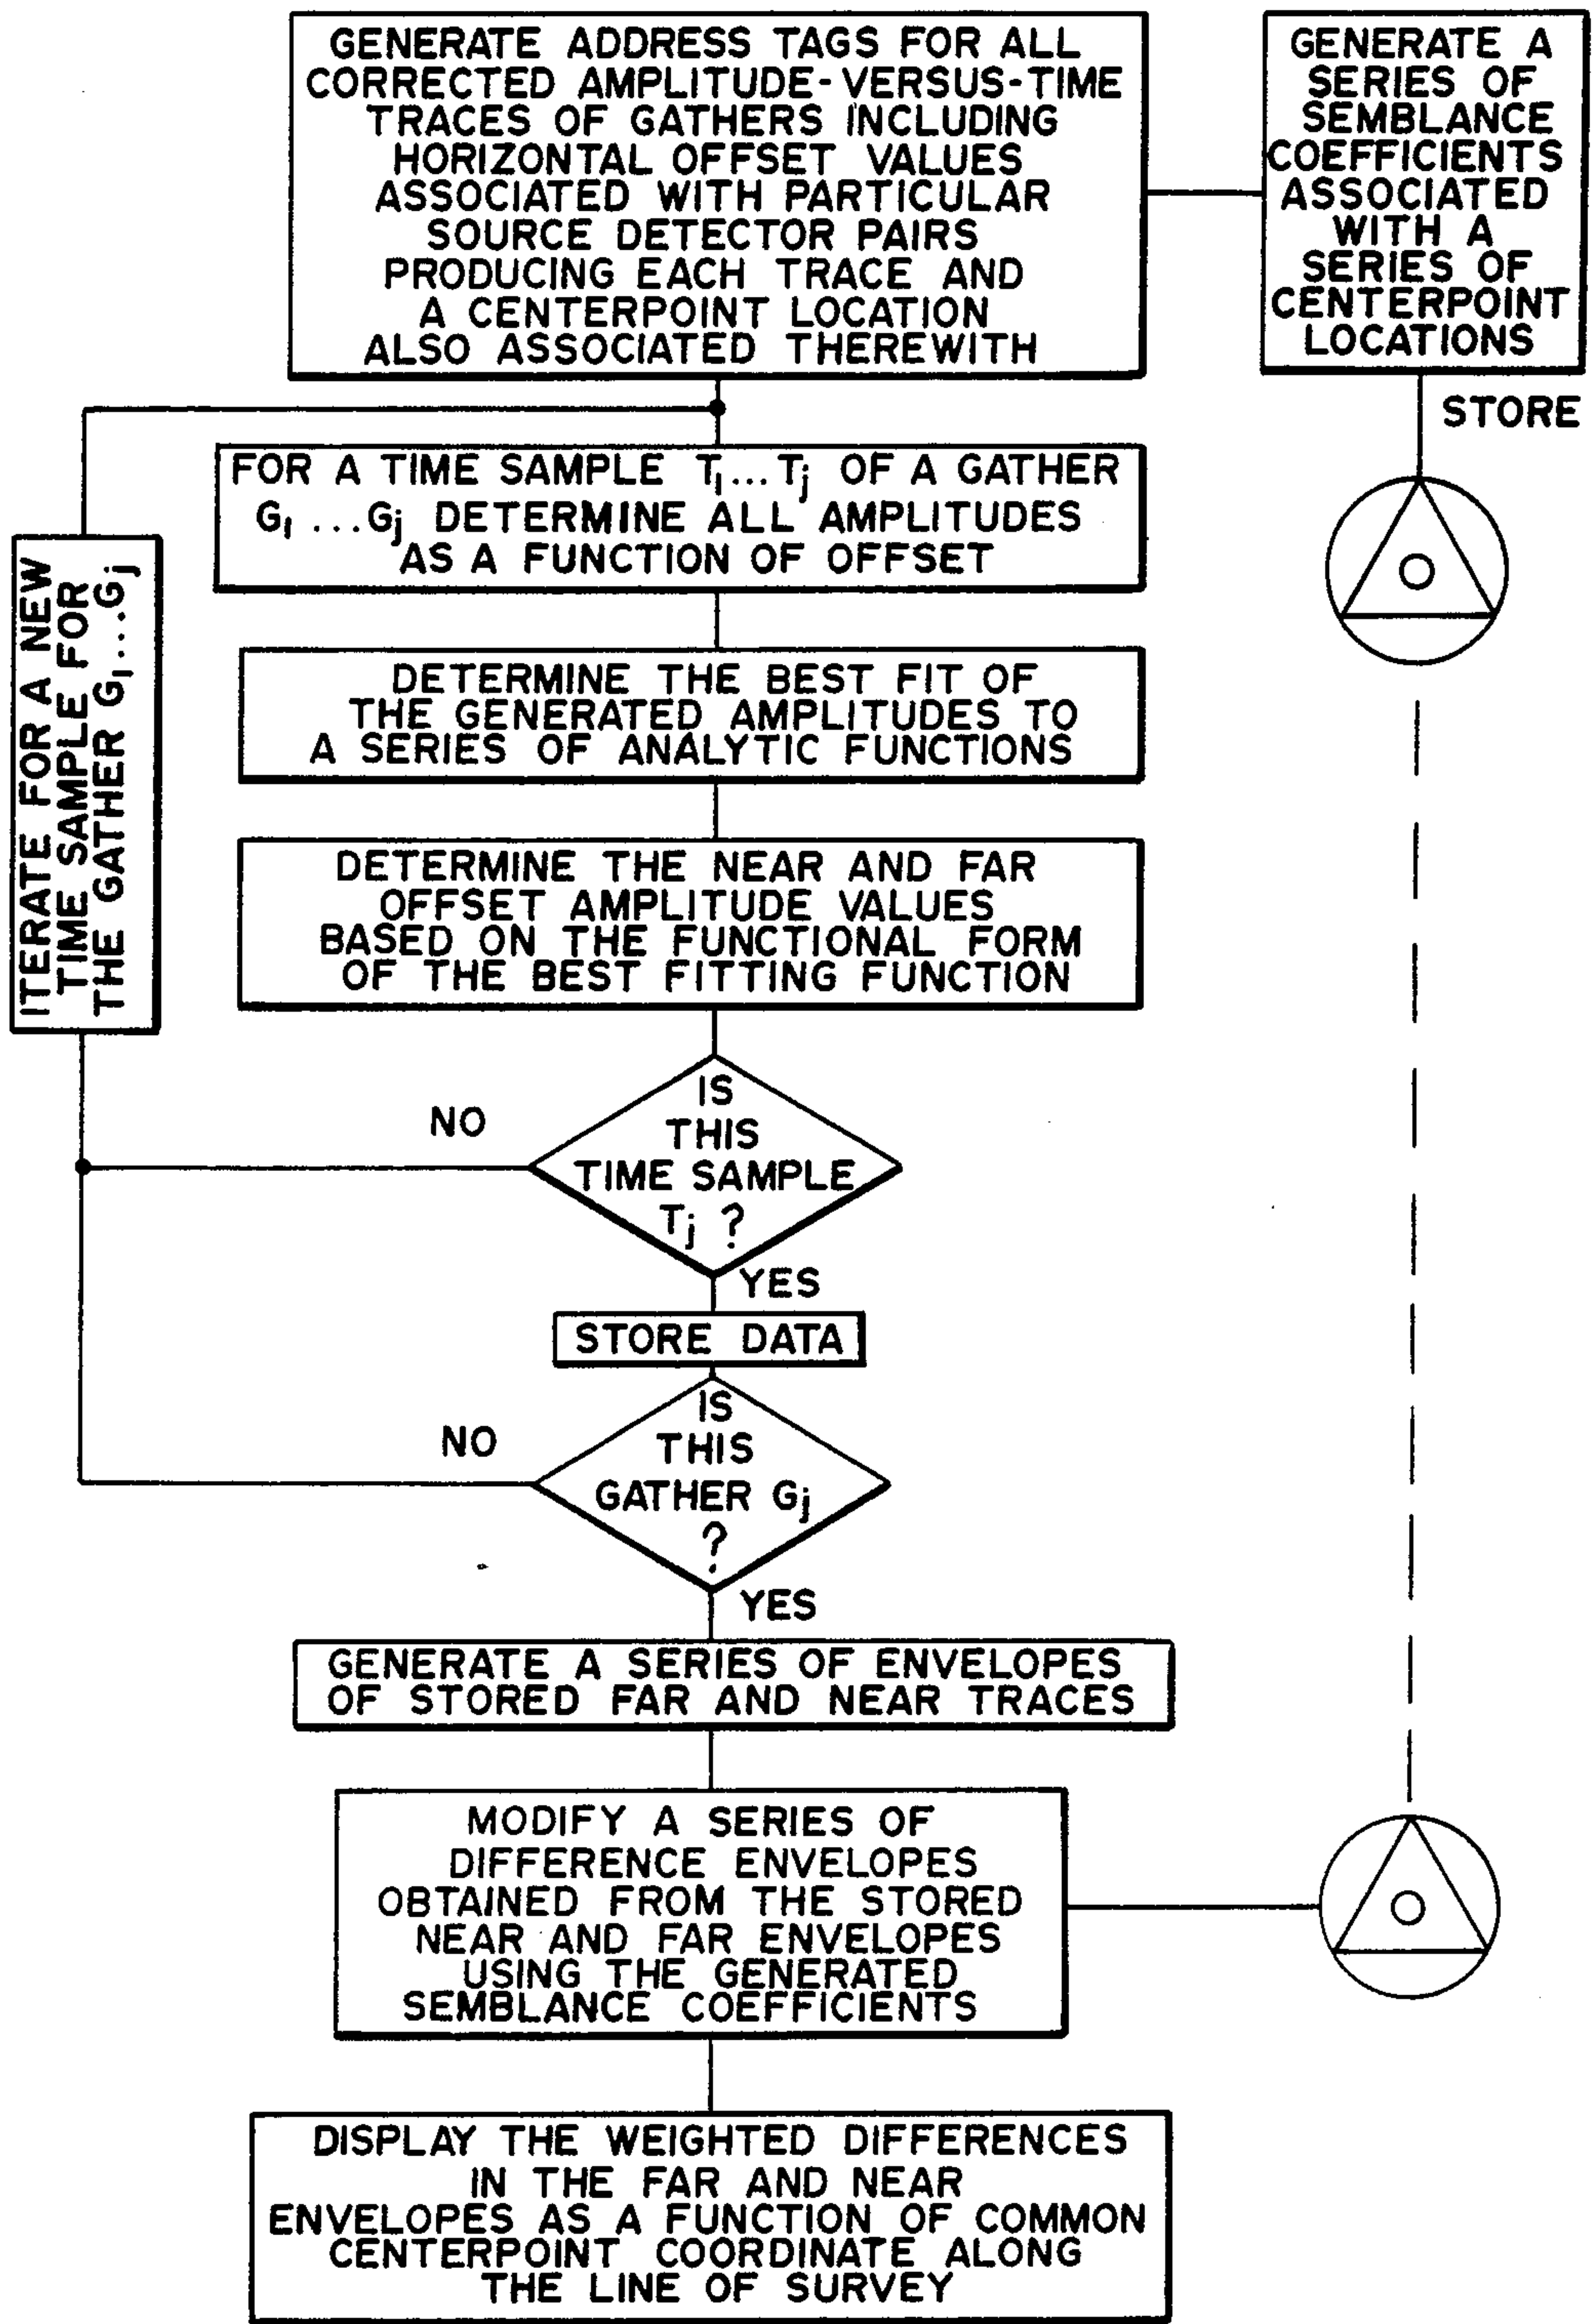 GENERATE ADDRESS TAGS FOR ALL
CORRECTED AMPLITUDE-VERSUS-TIME
TRACES OF GATHERS INCLUDING
HORIZONTAL OFFSET VALUES
ASSOCIATED WITH PARTICULAR
SOURCE DETECTOR PAIRS
PRODUCING EACH TRACE AND
A CENTERPOINT LOCATION
ALSO ASSOCIATED THEREWITH
GENERATE A
SERIES OF
SEMBLANCE
COEFFICIENTS
ASSOCIATED
WITH A
SERIES OF
CENTERPOINT
LOCATIONS
STORE
FOR A TIME SAMPLE T₁...Tⱼ OF A GATHER
G₁...Gⱼ DETERMINE ALL AMPLITUDES
AS A FUNCTION OF OFFSET
ITERATE FOR A NEW
TIME SAMPLE FOR
THE GATHER G₁...Gⱼ
DETERMINE THE BEST FIT OF
THE GENERATED AMPLITUDES TO
A SERIES OF ANALYTIC FUNCTIONS
DETERMINE THE NEAR AND FAR
OFFSET AMPLITUDE VALUES
BASED ON THE FUNCTIONAL FORM
OF THE BEST FITTING FUNCTION
IS
THIS
TIME SAMPLE
Tⱼ ?
NO
YES
STORE DATA
IS
THIS
GATHER Gⱼ
?
NO
YES
GENERATE A SERIES OF ENVELOPES
OF STORED FAR AND NEAR TRACES
MODIFY A SERIES OF
DIFFERENCE ENVELOPES
OBTAINED FROM THE STORED
NEAR AND FAR ENVELOPES
USING THE GENERATED
SEMBLANCE COEFFICIENTS
DISPLAY THE WEIGHTED DIFFERENCES
IN THE FAR AND NEAR
ENVELOPES AS A FUNCTION OF COMMON
CENTERPOINT COORDINATE ALONG
THE LINE OF SURVEY